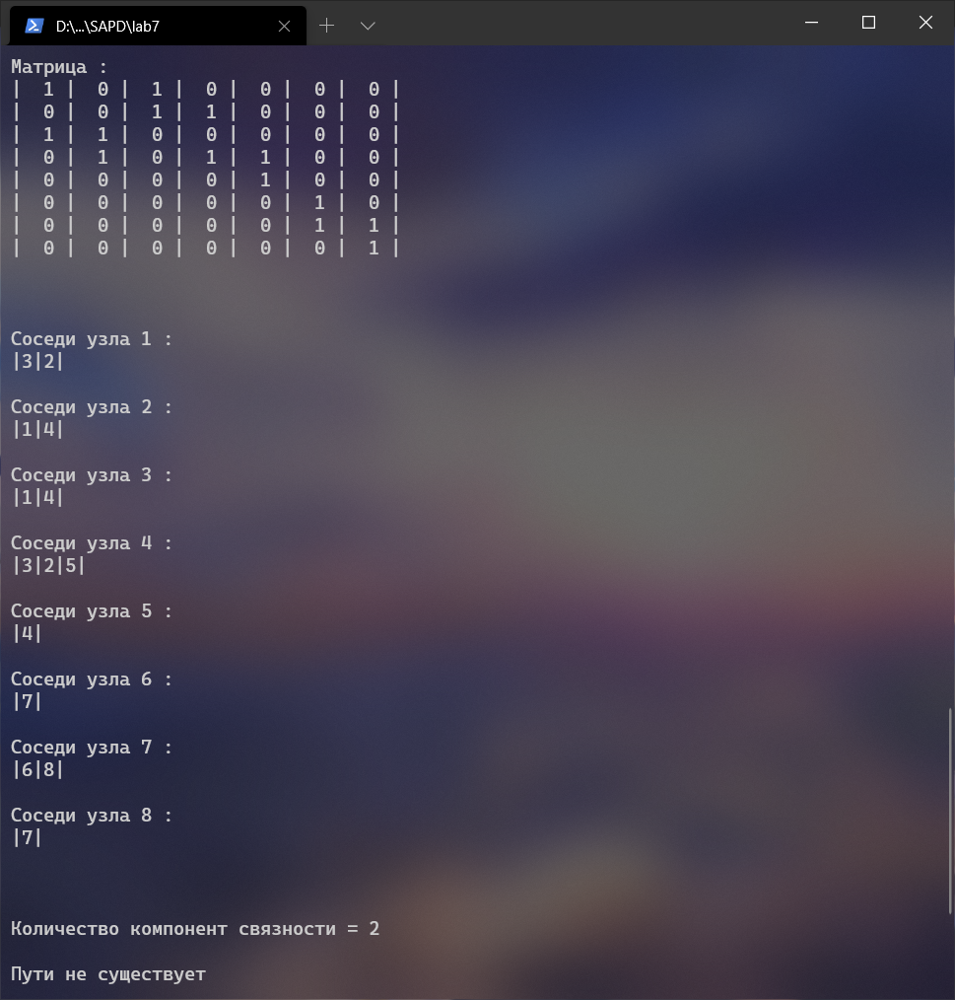 D:\...\SAPD\lab7
Матрица :
|  1 |  0 |  1 |  0 |  0 |  0 |  0 |
|  0 |  0 |  1 |  1 |  0 |  0 |  0 |
|  1 |  1 |  0 |  0 |  0 |  0 |  0 |
|  0 |  1 |  0 |  1 |  1 |  0 |  0 |
|  0 |  0 |  0 |  0 |  1 |  0 |  0 |
|  0 |  0 |  0 |  0 |  0 |  1 |  0 |
|  0 |  0 |  0 |  0 |  0 |  1 |  1 |
|  0 |  0 |  0 |  0 |  0 |  0 |  1 |
Соседи узла 1 :
|3|2|
Соседи узла 2 :
|1|4|
Соседи узла 3 :
|1|4|
Соседи узла 4 :
|3|2|5|
Соседи узла 5 :
|4|
Соседи узла 6 :
|7|
Соседи узла 7 :
|6|8|
Соседи узла 8 :
|7|
Количество компонент связности = 2
Пути не существует